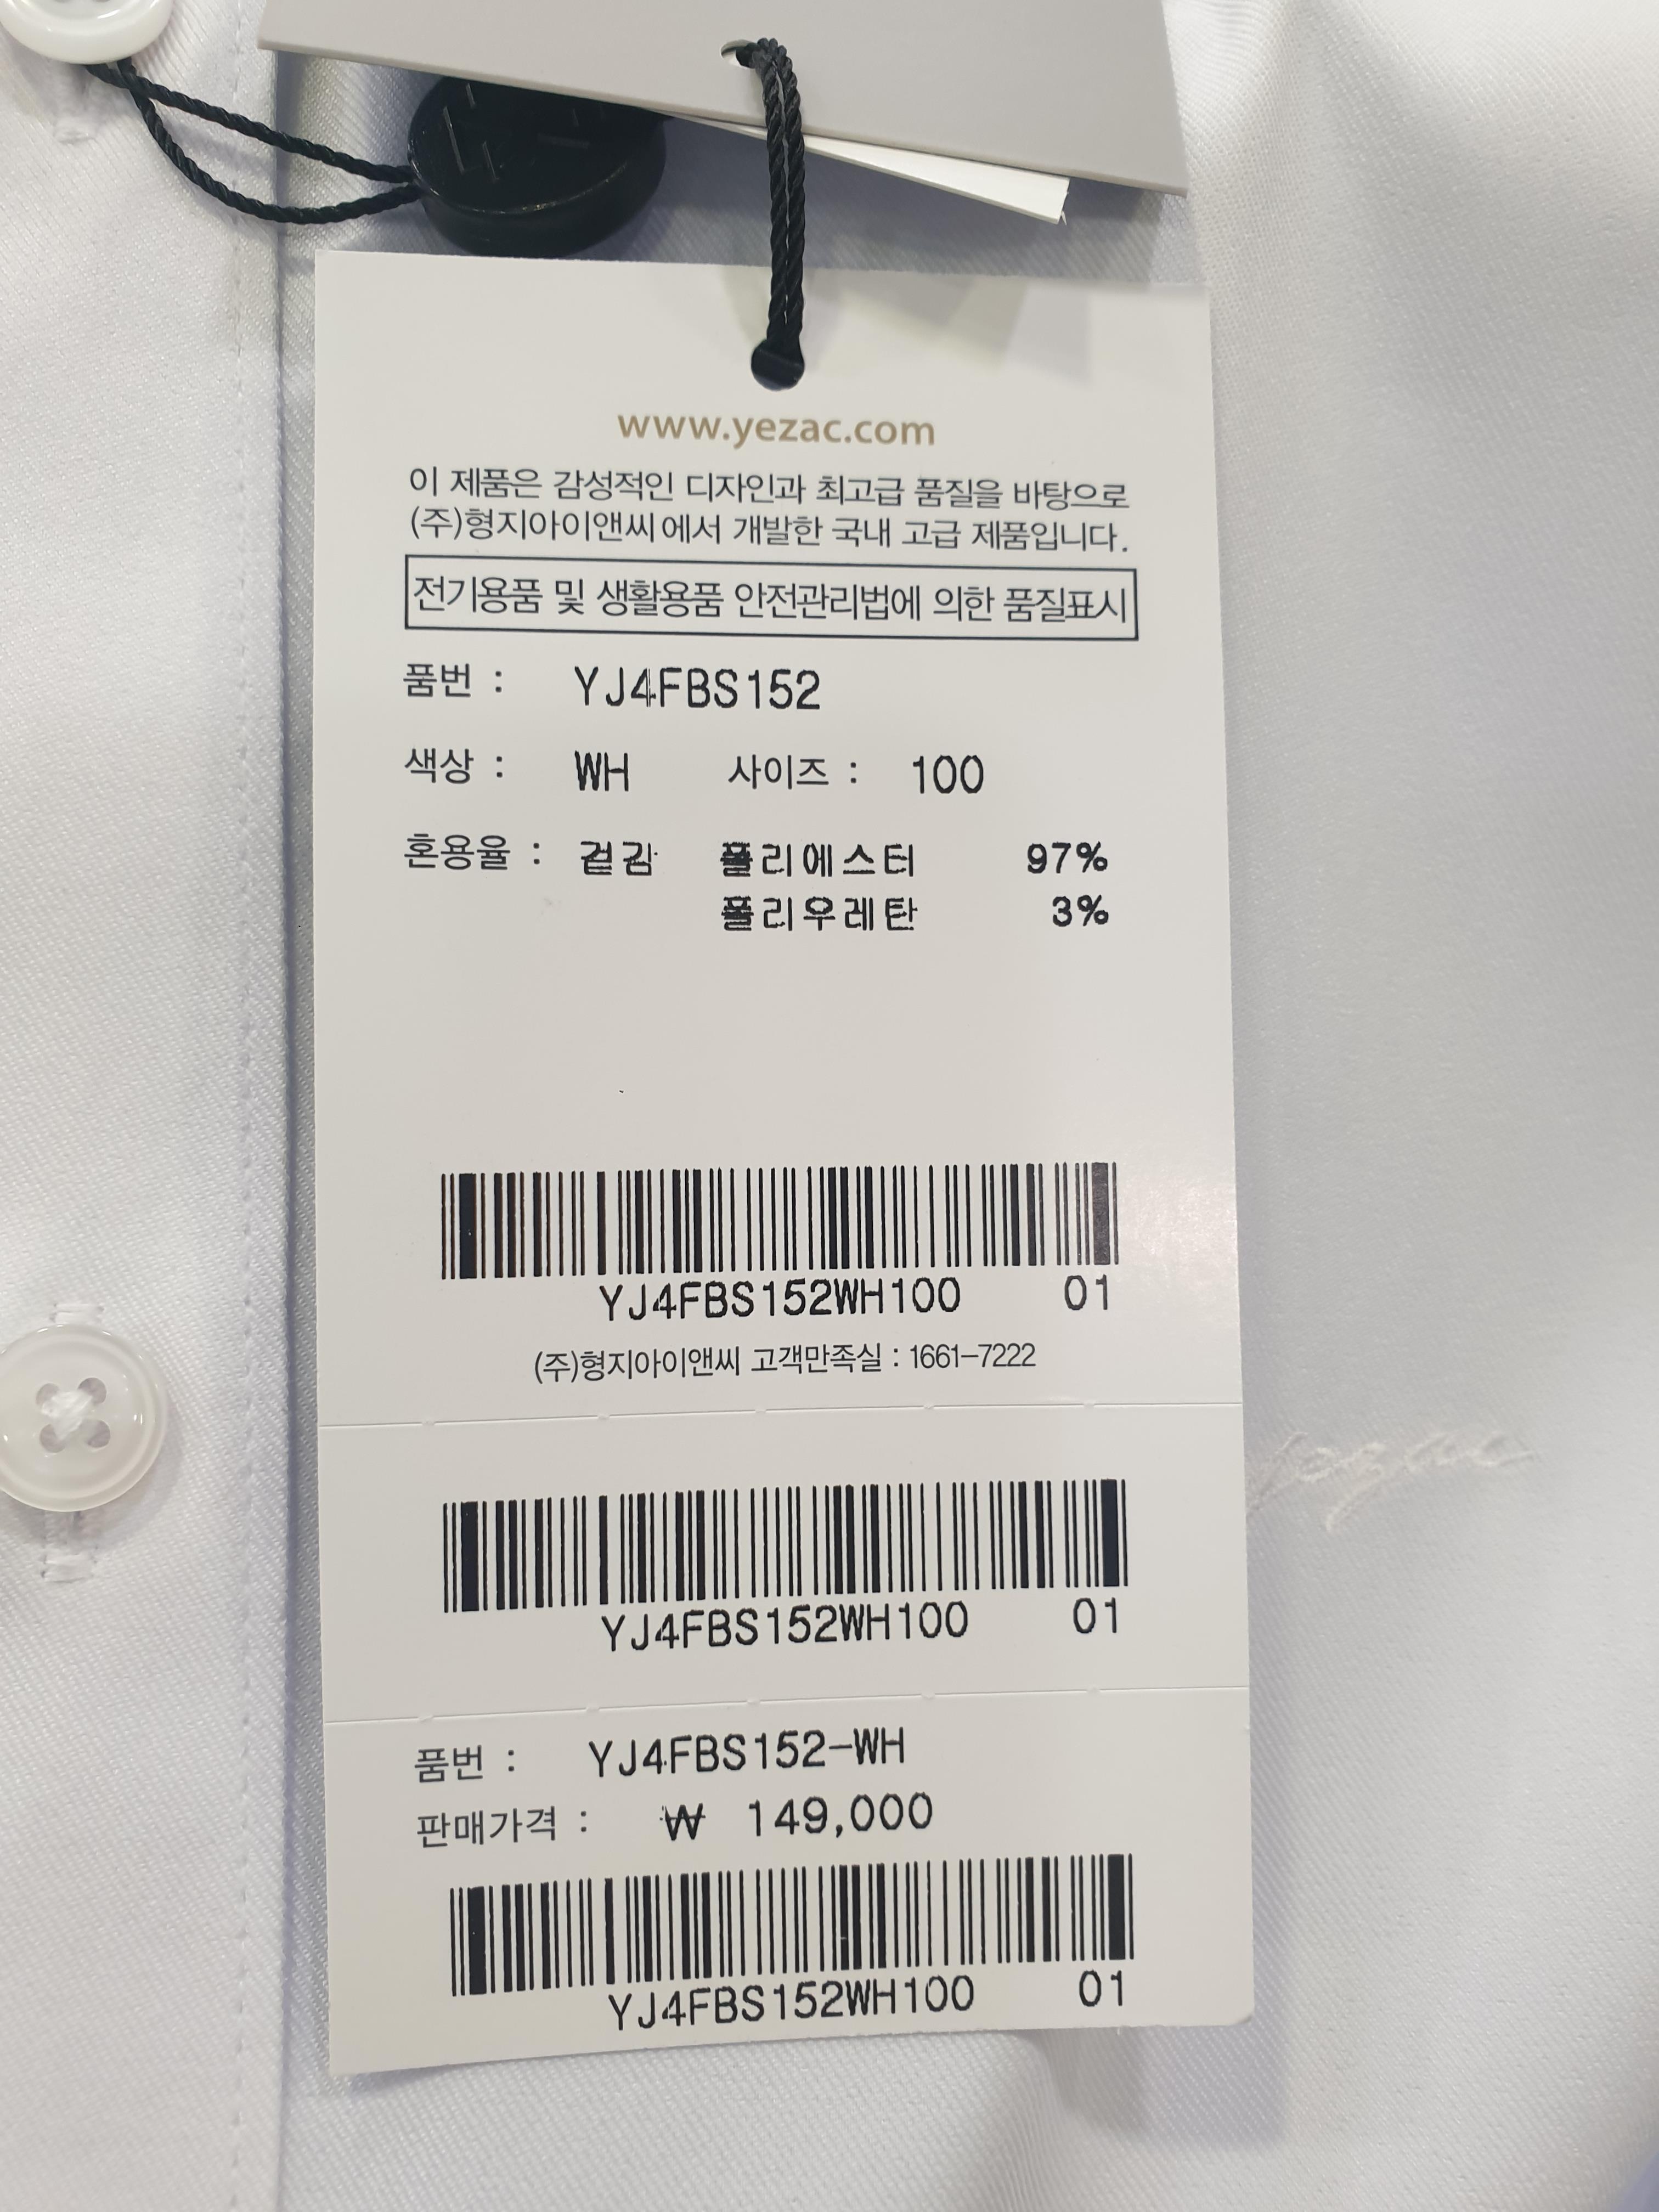 www.yezac.com
이 제품은 감성적인 디자인과 최고급 품질을 바탕으로
(주)형지아이앤씨에서 개발한 국내 고급 제품입니다.
전기용품 및 생활용품 안전관리법에 의한 품질표시
품번 : YJ4FBS152
색상 : WH 사이즈 : 100
혼용율 : 겉감 폴리에스터 97%
폴리우레탄 3%
YJ4FBS152WH100 01
(주)형지아이앤씨 고객만족실 : 1661-7222
yezac
YJ4FBS152WH100 01
품번 : YJ4FBS152-WH
판매가격 : ₩ 149,000
YJ4FBS152WH100 01